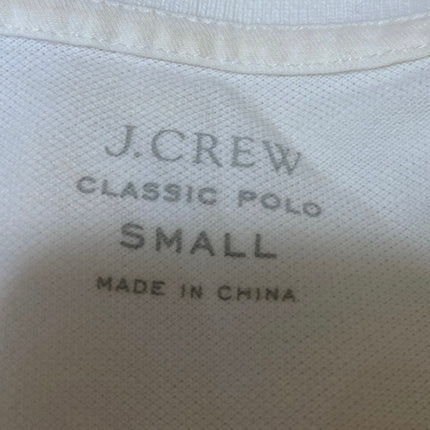 J.CREW
CLASSIC POLO
SMALL
MADE IN CHINA